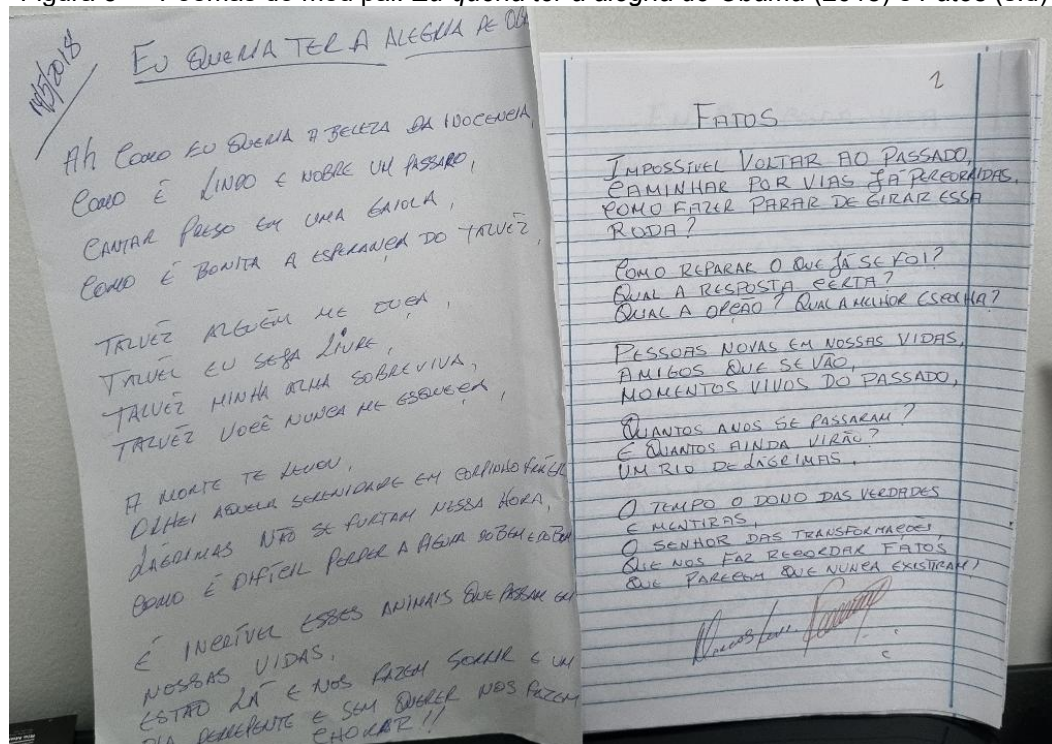 Poemas do meu pai: Eu queria ter a alegria do Obama (2018) e Fatos (s/d)
EU QUERIA TER A ALEGRIA DE
/5/2018
Ah COMO EU QUERIA A BELEZA DA INOCENCIA,
COMO É LINDO E NOBRE UM PASSARO,
CANTAR PRESO EM UMA GAIOLA,
COMO É BONITA A ESPERANÇA DO TALVEZ,
TALVEZ ALGUÉM ME OUÇA,
TALVEZ EU SEJA LIVRE,
TALVEZ MINHA ALMA SOBREVIVA,
TALVEZ VOCÊ NUNCA ME ESQUEÇA,
A MORTE TE LEVOU,
OLHEI AQUELA SERENIDADE EM CORPINHO FRÁGIL
LÁGRIMAS NÃO SE FURTAM NESSA HORA,
COMO É DIFÍCIL PERDER A
É INCRÍVEL ESSES ANIMAIS QUE PASSAM EM
NOSSAS VIDAS,
ESTÃO LÁ E NOS FAZEM SORRIR E UM
DIA DERREPENTE E SEM QUERER NOS FAZEM
CHORAR!!
2
FATOS
IMPOSSÍVEL VOLTAR AO PASSADO,
CAMINHAR POR VIAS JÁ PERCORRIDAS,
COMO FAZER PARAR DE GIRAR ESSA
RODA?
COMO REPARAR O QUE JÁ SE FOI?
QUAL A RESPOSTA CERTA?
QUAL A OPÇÃO? QUAL A MELHOR ESCOLHA?
PESSOAS NOVAS EM NOSSAS VIDAS,
AMIGOS QUE SE VÃO,
MOMENTOS VIVOS DO PASSADO,
QUANTOS ANOS SE PASSARAM?
E QUANTOS AINDA VIRÃO?
UM RIO DE LÁGRIMAS,
O TEMPO O DONO DAS VERDADES
E MENTIRAS,
O SENHOR DAS TRANSFORMAÇÕES,
QUE NOS FAZ RECORDAR FATOS
QUE PARECEM QUE NUNCA EXISTIRAM!